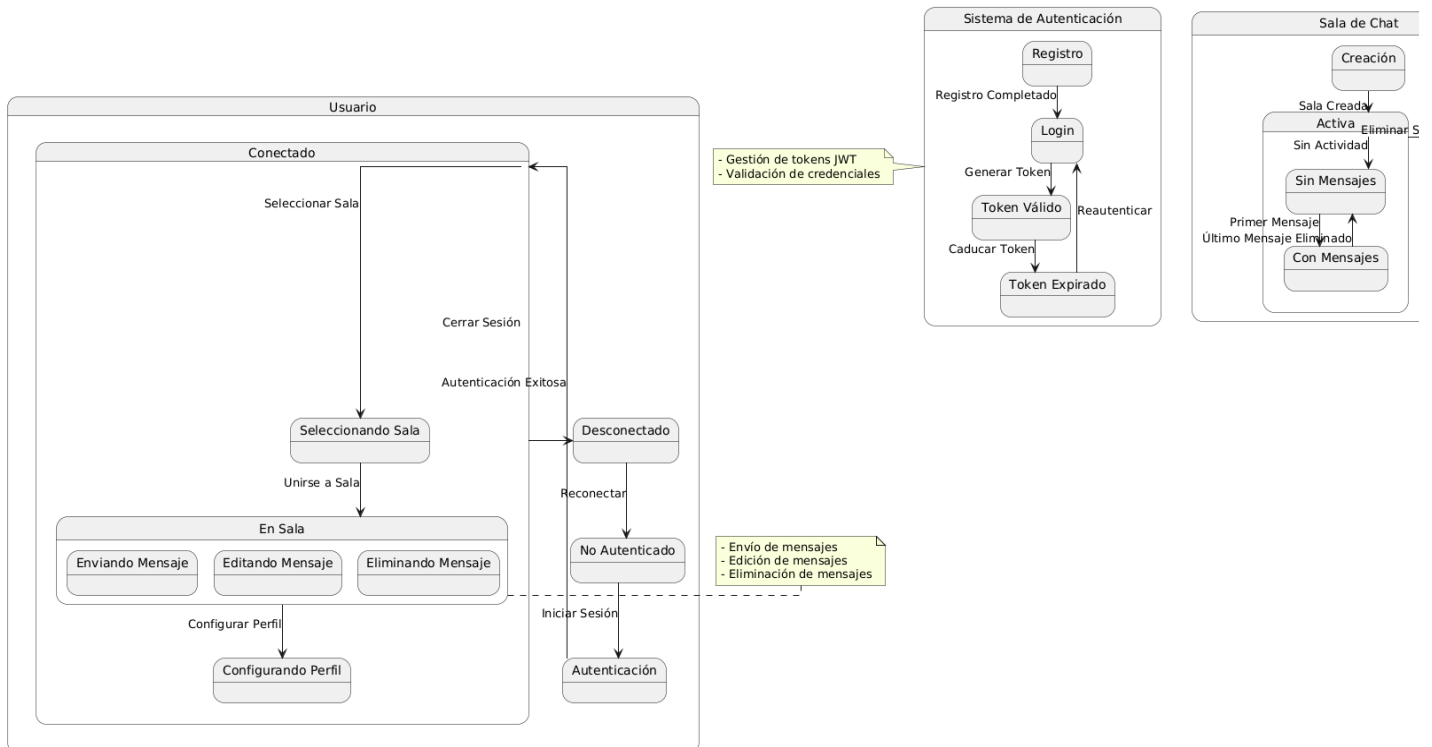 Usuario
Conectado
Seleccionar Sala
Cerrar Sesión
Autenticación Exitosa
Seleccionando Sala
Desconectado
Unirse a Sala
Reconectar
En Sala
Enviando Mensaje
Editando Mensaje
Eliminando Mensaje
No Autenticado
Configurar Perfil
Iniciar Sesión
Configurando Perfil
Autenticación
- Envío de mensajes
- Edición de mensajes
- Eliminación de mensajes
- Gestión de tokens JWT
- Validación de credenciales
Sistema de Autenticación
Registro
Registro Completado
Login
Generar Token
Token Válido
Reautenticar
Caducar Token
Token Expirado
Sala de Chat
Creación
Sala Creada
Activa
Eliminar S
Sin Actividad
Sin Mensajes
Primer Mensaje
Último Mensaje Eliminado
Con Mensajes